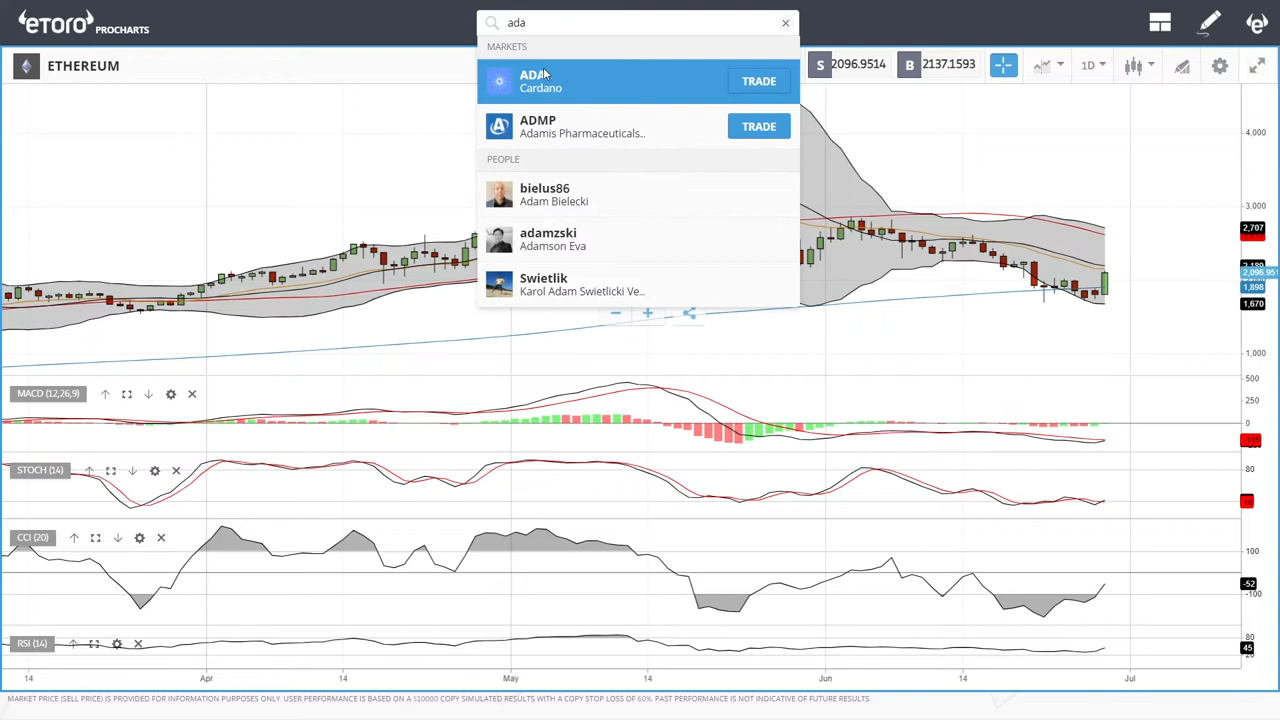 etoro PROCHARTS
ada
MARKETS
ADA
Cardano
TRADE
ADMP
Adamis Pharmaceuticals..
TRADE
PEOPLE
bielus86
Adam Bielecki
adamzski
Adamson Eva
Swietlik
Karol Adam Swietlicki Ve..
ETHEREUM
S 2096.9514
B 2137.1593
1D
4,000
3,000
2,707
2,096.951
1,898
1,670
1,000
MACD (12,26,9)
500
250
0
STOCH (14)
80
CCI (20)
100
-52
-100
RSI (14)
80
45
14
Apr
14
May
14
Jun
14
Jul
MARKET PRICE (SELL PRICE) IS PROVIDED FOR INFORMATION PURPOSES ONLY. USER PERFORMANCE IS BASED ON A $10000 COPY SIMULATED RESULTS WITH A COPY STOP LOSS OF 60%. PAST PERFORMANCE IS NOT INDICATIVE OF FUTURE RESULTS.